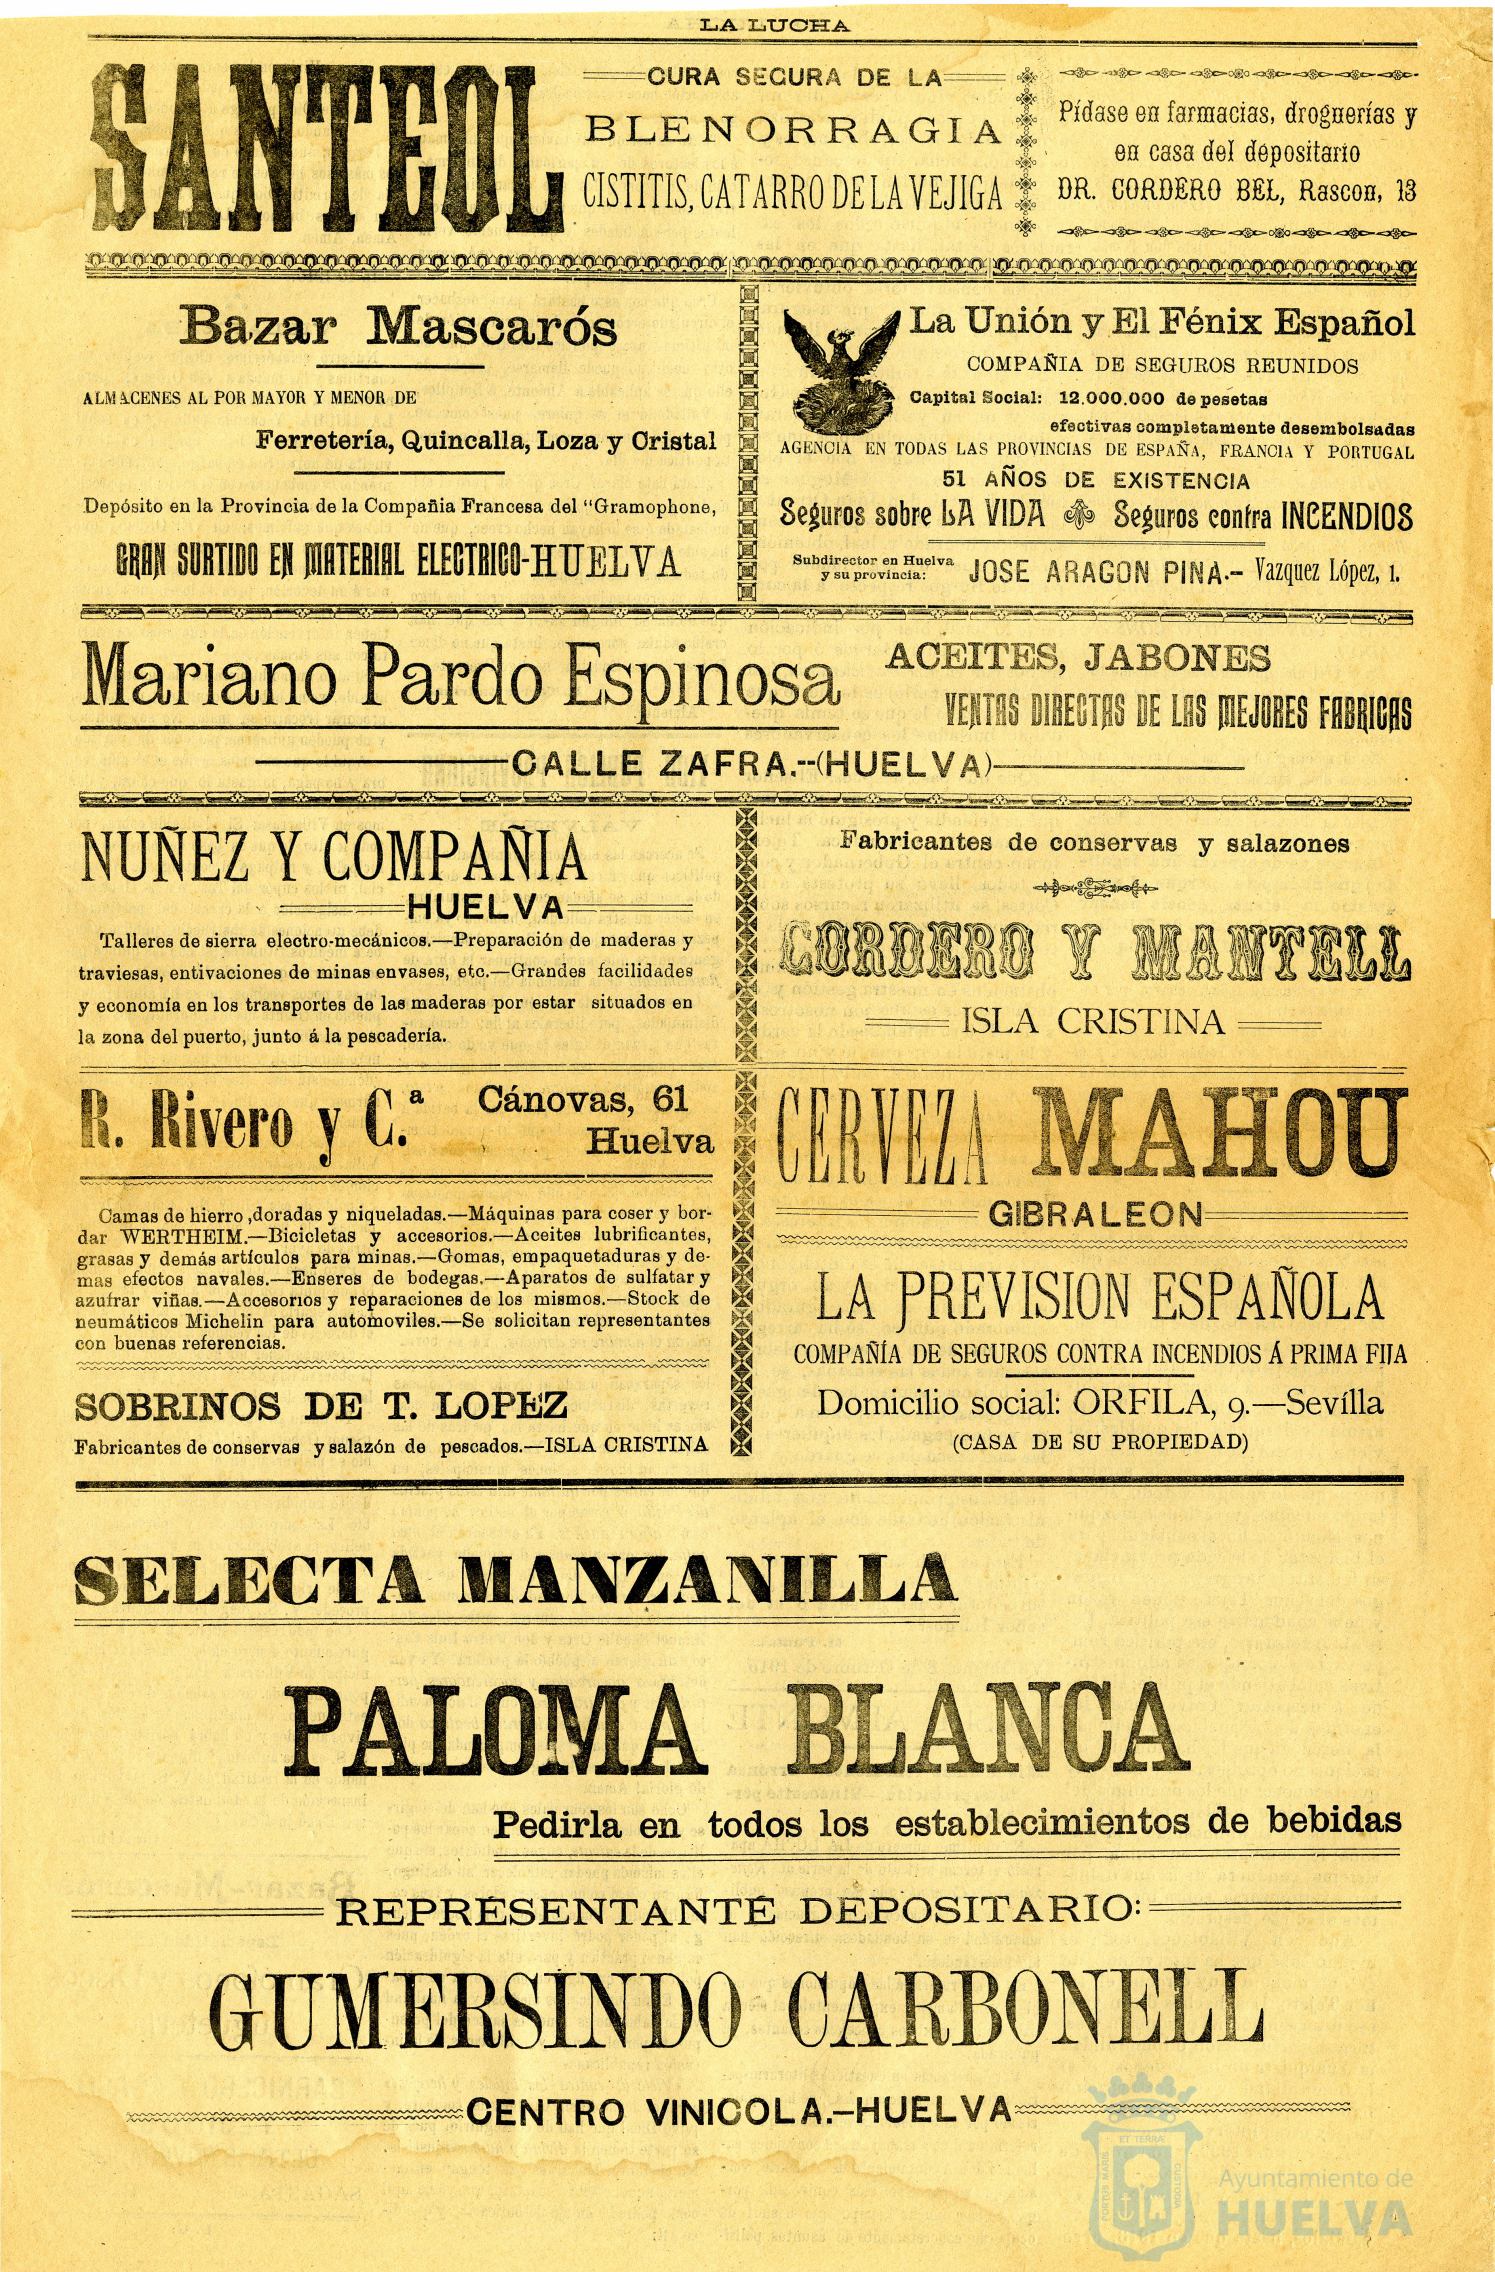 LA LUCHA
SANTEOL
CURA SEGURA DE LA
BLENORRAGIA
CISTITIS, CATARRO DE LA VEJIGA
Pídase en farmacias, droguerías y
en casa del depositario
DR. CORDERO BEL, Rascon, 13
Bazar Mascarós
ALMACENES AL POR MAYOR Y MENOR DE
Ferretería, Quincalla, Loza y Cristal
Depósito en la Provincia de la Compañia Francesa del "Gramophone,
GRAN SURTIDO EN MATERIAL ELECTRICO-HUELVA
La Unión y El Fénix Español
COMPAÑIA DE SEGUROS REUNIDOS
Capital Social: 12.000.000 de pesetas
efectivas completamente desembolsadas
AGENCIA EN TODAS LAS PROVINCIAS DE ESPAÑA, FRANCIA Y PORTUGAL
51 AÑOS DE EXISTENCIA
Seguros sobre LA VIDA Seguros contra INCENDIOS
Subdirector en Huelva
y su provincia:
JOSE ARAGON PINA.- Vazquez López, 1.
Mariano Pardo Espinosa
ACEITES, JABONES
VENTAS DIRECTAS DE LAS MEJORES FABRICAS
CALLE ZAFRA.--(HUELVA)
NUÑEZ Y COMPAÑIA
HUELVA
Talleres de sierra electro-mecánicos.—Preparación de maderas y
traviesas, entivaciones de minas envases, etc.—Grandes facilidades
y economía en los transportes de las maderas por estar situados en
la zona del puerto, junto á la pescadería.
Fabricantes de conservas y salazones
CORDERO Y MANTELL
ISLA CRISTINA
R. Rivero y C.ª
Cánovas, 61
Huelva
Camas de hierro ,doradas y niqueladas.—Máquinas para coser y bor-
dar WERTHEIM.—Bicicletas y accesorios.—Aceites lubrificantes,
grasas y demás artículos para minas.—Gomas, empaquetaduras y de-
mas efectos navales.—Enseres de bodegas.—Aparatos de sulfatar y
azufrar viñas.—Accesorios y reparaciones de los mismos.—Stock de
neumáticos Michelin para automoviles.—Se solicitan representantes
con buenas referencias.
SOBRINOS DE T. LOPEZ
Fabricantes de conservas y salazón de pescados.—ISLA CRISTINA
CERVEZA MAHOU
GIBRALEON
LA PREVISION ESPAÑOLA
COMPAÑÍA DE SEGUROS CONTRA INCENDIOS Á PRIMA FIJA
Domicilio social: ORFILA, 9.—Sevílla
(CASA DE SU PROPIEDAD)
SELECTA MANZANILLA
PALOMA BLANCA
Pedirla en todos los establecimientos de bebidas
REPRESENTANTE DEPOSITARIO:
GUMERSINDO CARBONELL
CENTRO VINICOLA.—HUELVA
PORTUS MARIS ET TERRÆ CUSTODIA
Ayuntamiento de
HUELVA